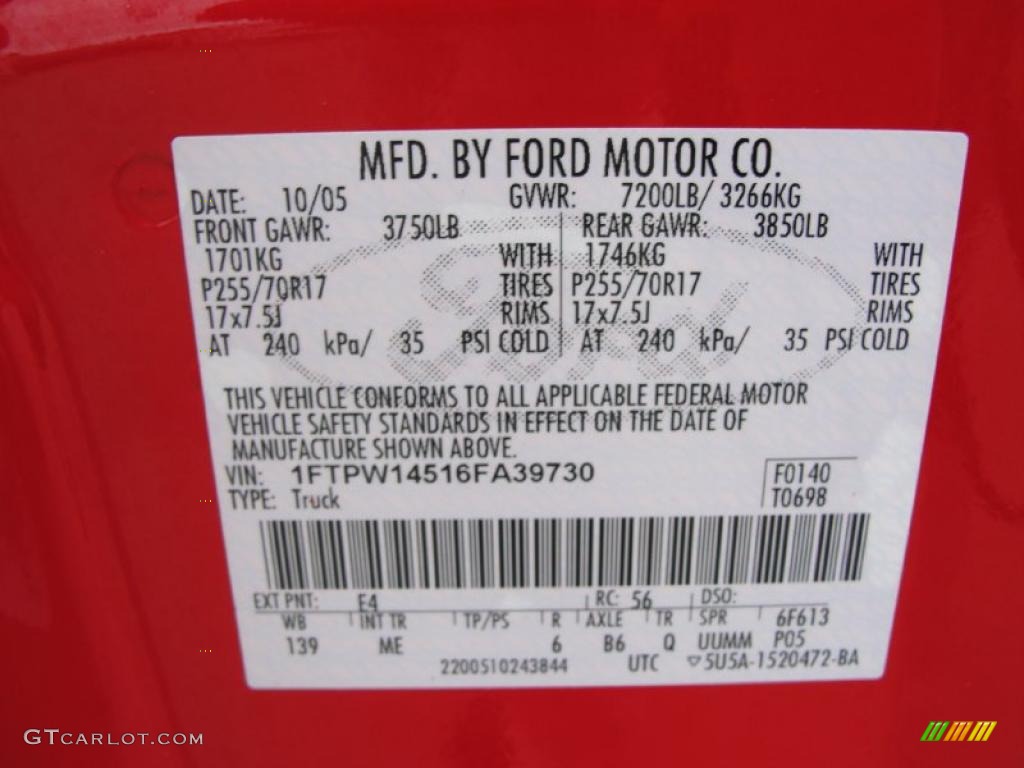 MFD. BY FORD MOTOR CO.
DATE: 10/05 GVWR: 7200LB/ 3266KG
FRONT GAWR: 3750LB REAR GAWR: 3850LB
1701KG WITH 1746KG WITH
P255/70R17 TIRES P255/70R17 TIRES
17x7.5J RIMS 17x7.5J RIMS
AT 240 kPa/ 35 PSI COLD AT 240 kPa/ 35 PSI COLD
THIS VEHICLE CONFORMS TO ALL APPLICABLE FEDERAL MOTOR
VEHICLE SAFETY STANDARDS IN EFFECT ON THE DATE OF
MANUFACTURE SHOWN ABOVE.
VIN: 1FTPW14516FA39730 F0140
TYPE: Truck T0698
EXT PNT: E4 RC: 56 DSO:
WB INT TR TP/PS R AXLE TR SPR 6F613
139 ME 6 B6 Q UUMM P05
2200510243844 UTC ▽5U5A-1520472-BA
Ford
GTCARLOT.COM